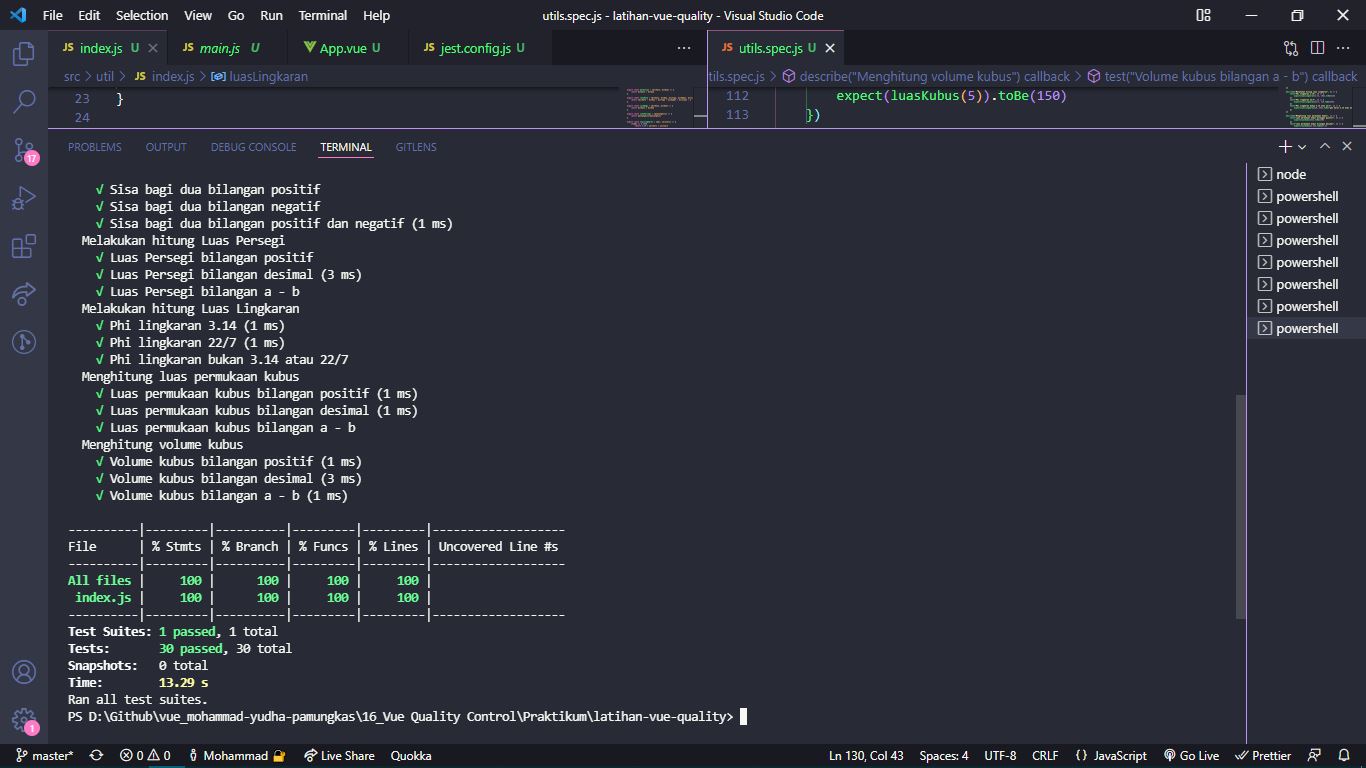 File Edit Selection View Go Run Terminal Help utils.spec.js - latihan-vue-quality - Visual Studio Code
JS index.js U JS main.js U App.vue U JS jest.config.js U ... JS utils.spec.js U ...
src > util > JS index.js > luasLingkaran
tils.spec.js > describe("Menghitung volume kubus") callback > test("Volume kubus bilangan a - b") callback
23 }
24
112 expect(luasKubus(5)).toBe(150)
113 })
PROBLEMS OUTPUT DEBUG CONSOLE TERMINAL GITLENS
17
√ Sisa bagi dua bilangan positif
√ Sisa bagi dua bilangan negatif
√ Sisa bagi dua bilangan positif dan negatif (1 ms)
Melakukan hitung Luas Persegi
√ Luas Persegi bilangan positif
√ Luas Persegi bilangan desimal (3 ms)
√ Luas Persegi bilangan a - b
Melakukan hitung Luas Lingkaran
√ Phi lingkaran 3.14 (1 ms)
√ Phi lingkaran 22/7 (1 ms)
√ Phi lingkaran bukan 3.14 atau 22/7
Menghitung luas permukaan kubus
√ Luas permukaan kubus bilangan positif (1 ms)
√ Luas permukaan kubus bilangan desimal (1 ms)
√ Luas permukaan kubus bilangan a - b
Menghitung volume kubus
√ Volume kubus bilangan positif (1 ms)
√ Volume kubus bilangan desimal (3 ms)
√ Volume kubus bilangan a - b (1 ms)
----------|---------|----------|---------|---------|-------------------
File | % Stmts | % Branch | % Funcs | % Lines | Uncovered Line #s
----------|---------|----------|---------|---------|-------------------
All files | 100 | 100 | 100 | 100 |
index.js | 100 | 100 | 100 | 100 |
----------|---------|----------|---------|---------|-------------------
Test Suites: 1 passed, 1 total
Tests: 30 passed, 30 total
Snapshots: 0 total
Time: 13.29 s
Ran all test suites.
PS D:\Github\vue_mohammad-yudha-pamungkas\16_Vue Quality Control\Praktikum\latihan-vue-quality>
node
powershell
powershell
powershell
powershell
powershell
powershell
powershell
1
master* 0 0 Mohammad Live Share Quokka Ln 130, Col 43 Spaces: 4 UTF-8 CRLF {} JavaScript Go Live Prettier